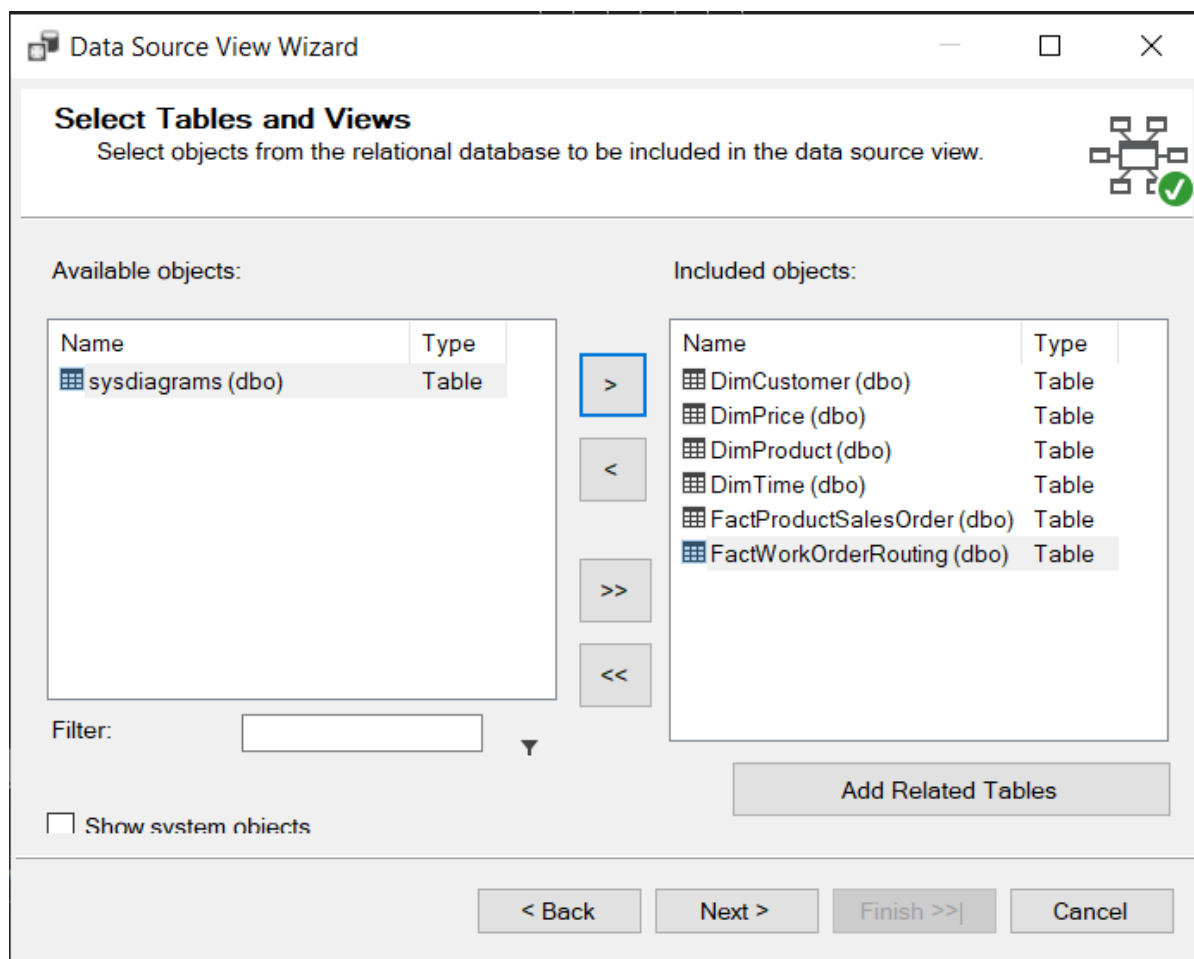 Data Source View Wizard
Select Tables and Views
Select objects from the relational database to be included in the data source view.
Available objects:
Name Type
sysdiagrams (dbo) Table
>
<
>>
<<
Included objects:
Name Type
DimCustomer (dbo) Table
DimPrice (dbo) Table
DimProduct (dbo) Table
DimTime (dbo) Table
FactProductSalesOrder (dbo) Table
FactWorkOrderRouting (dbo) Table
Filter:
Add Related Tables
Show system objects
< Back Next > Finish >>| Cancel